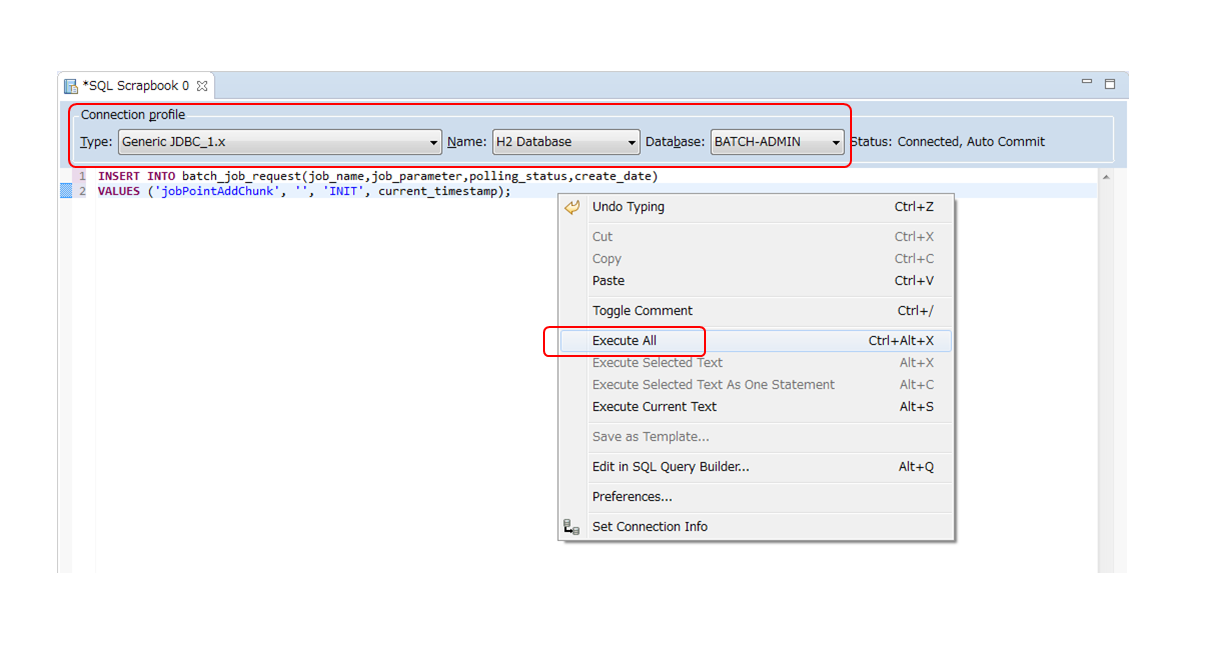 *SQL Scrapbook 0
Connection profile
Type: Generic JDBC_1.x Name: H2 Database Database: BATCH-ADMIN Status: Connected, Auto Commit
1 INSERT INTO batch_job_request(job_name,job_parameter,polling_status,create_date)
2 VALUES ('jobPointAddChunk', '', 'INIT', current_timestamp);
Undo Typing Ctrl+Z
Cut Ctrl+X
Copy Ctrl+C
Paste Ctrl+V
Toggle Comment Ctrl+/
Execute All Ctrl+Alt+X
Execute Selected Text Alt+X
Execute Selected Text As One Statement Alt+C
Execute Current Text Alt+S
Save as Template...
Edit in SQL Query Builder... Alt+Q
Preferences...
Set Connection Info